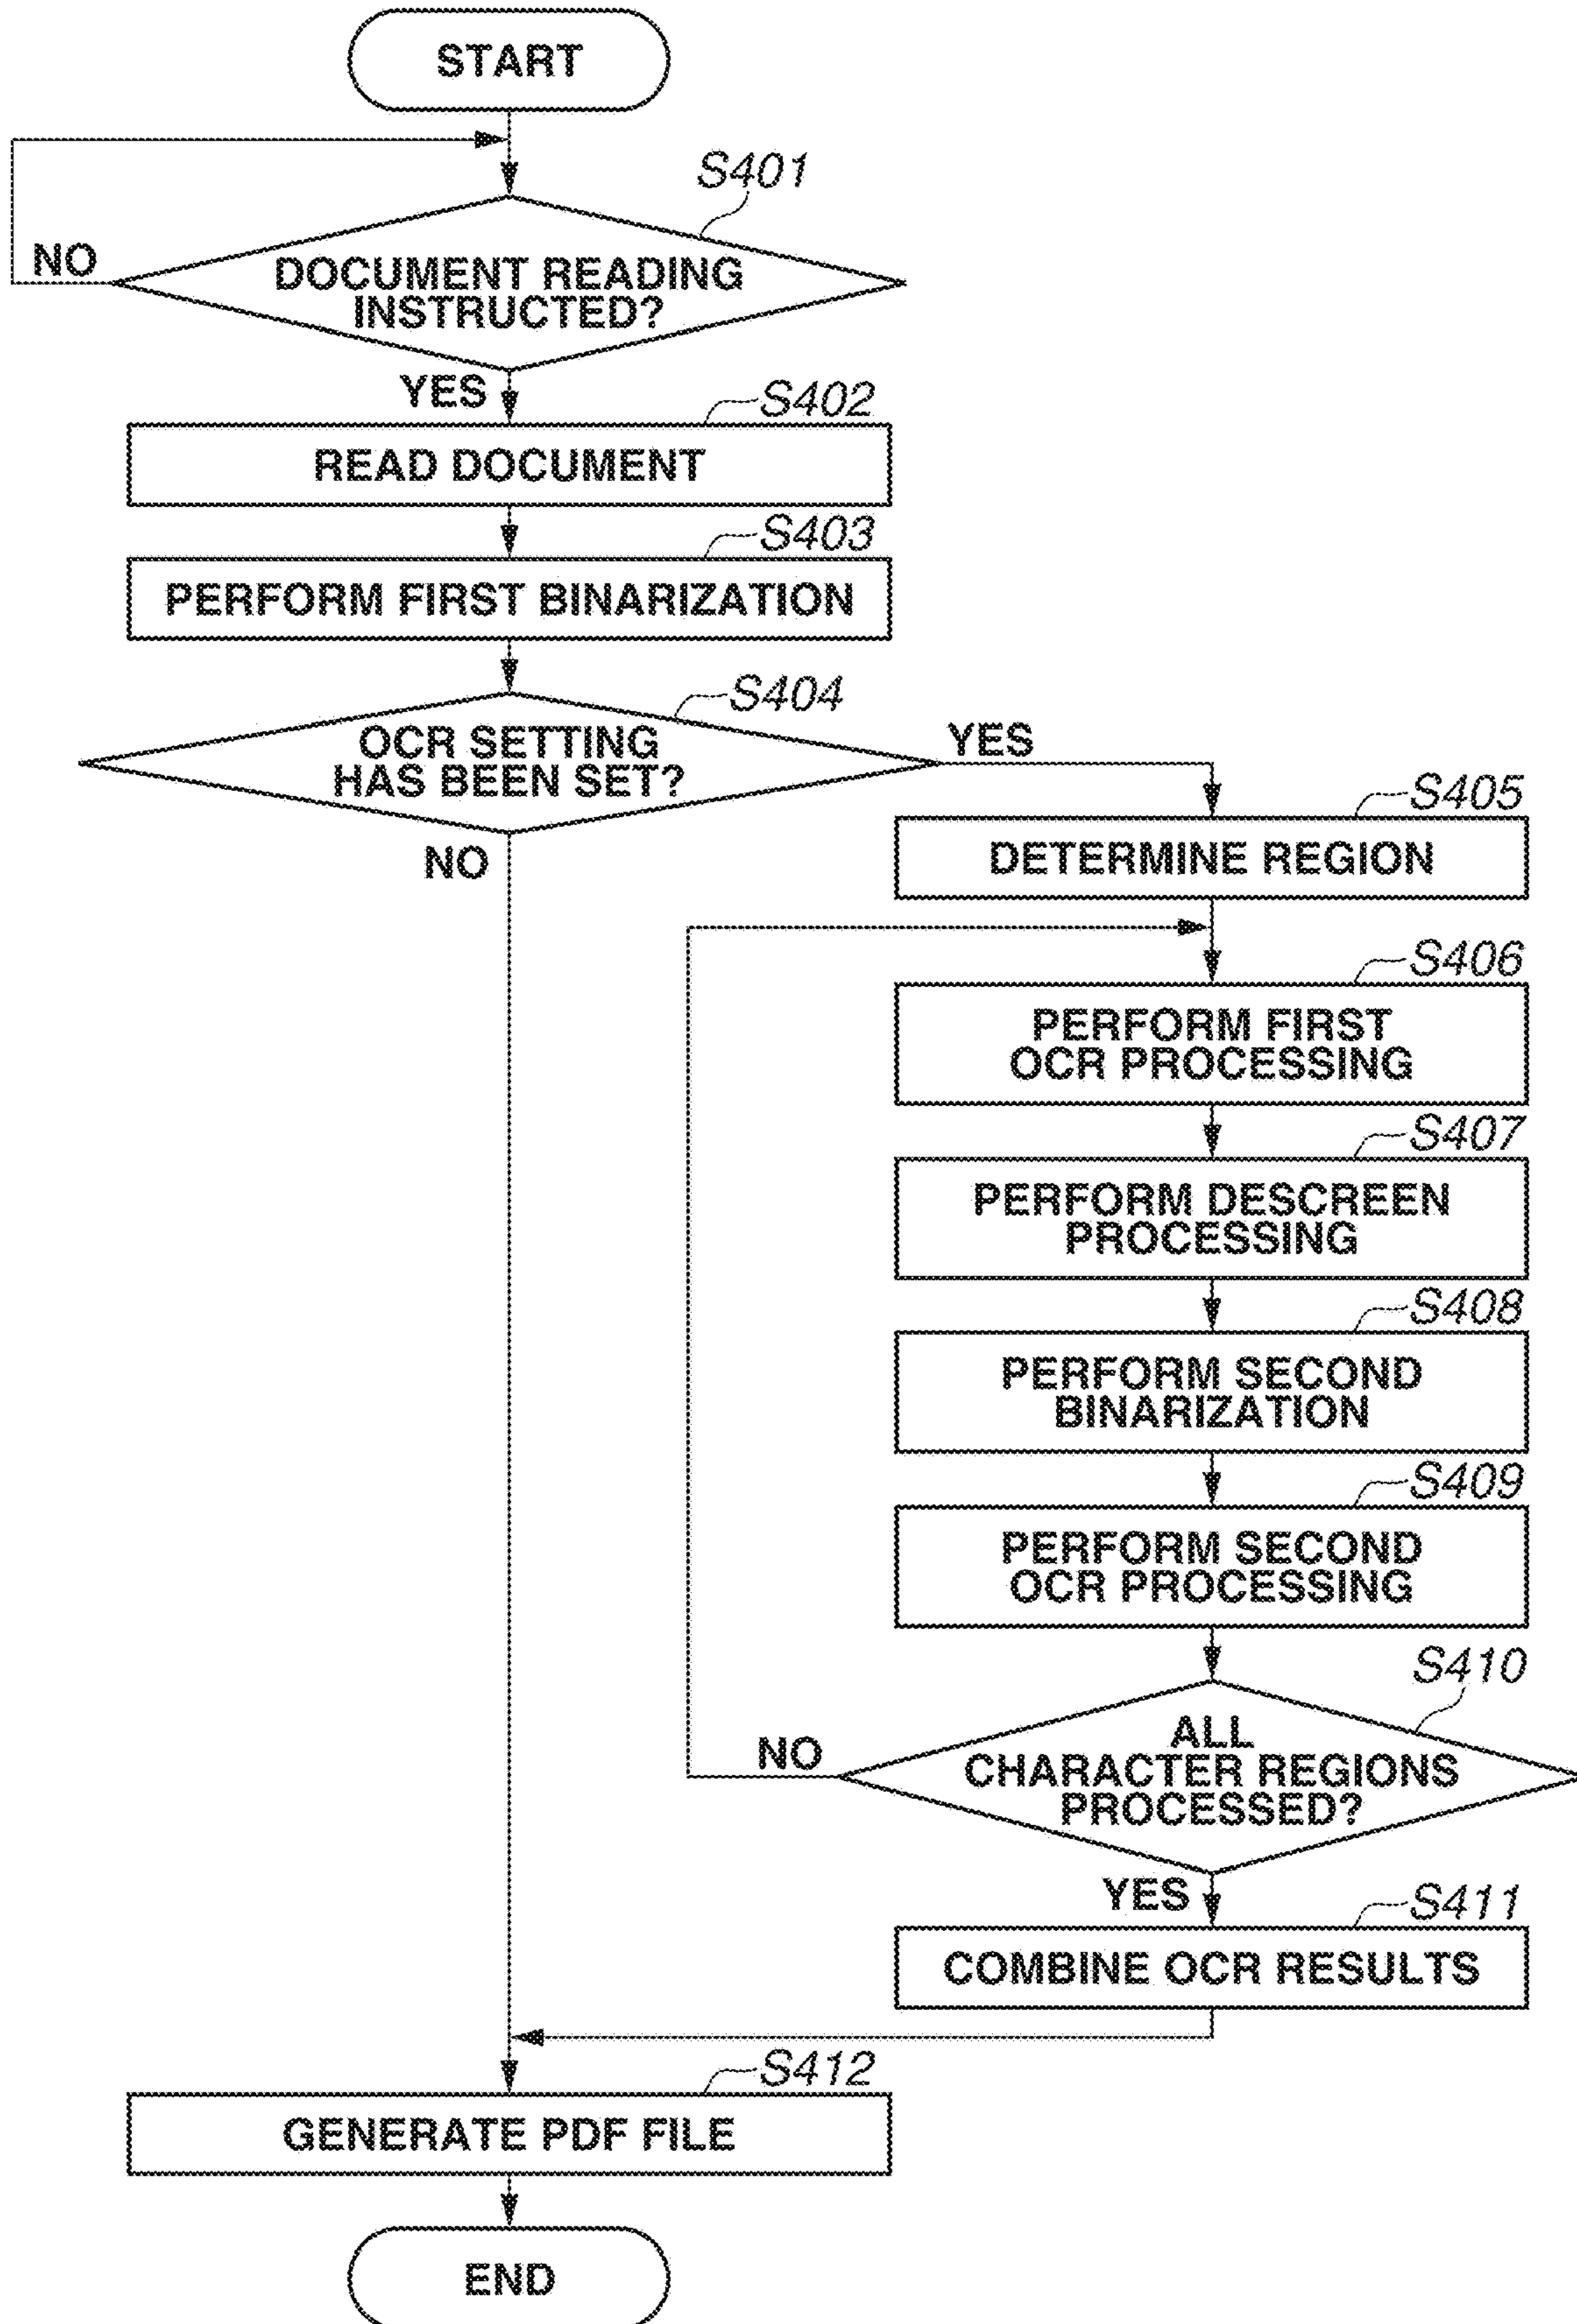 START
S401
NO
DOCUMENT READING
INSTRUCTED?
YES
S402
READ DOCUMENT
S403
PERFORM FIRST BINARIZATION
S404
OCR SETTING
HAS BEEN SET?
YES
NO
S405
DETERMINE REGION
S406
PERFORM FIRST
OCR PROCESSING
S407
PERFORM DESCREEN
PROCESSING
S408
PERFORM SECOND
BINARIZATION
S409
PERFORM SECOND
OCR PROCESSING
S410
NO
ALL
CHARACTER REGIONS
PROCESSED?
YES
S411
COMBINE OCR RESULTS
S412
GENERATE PDF FILE
END